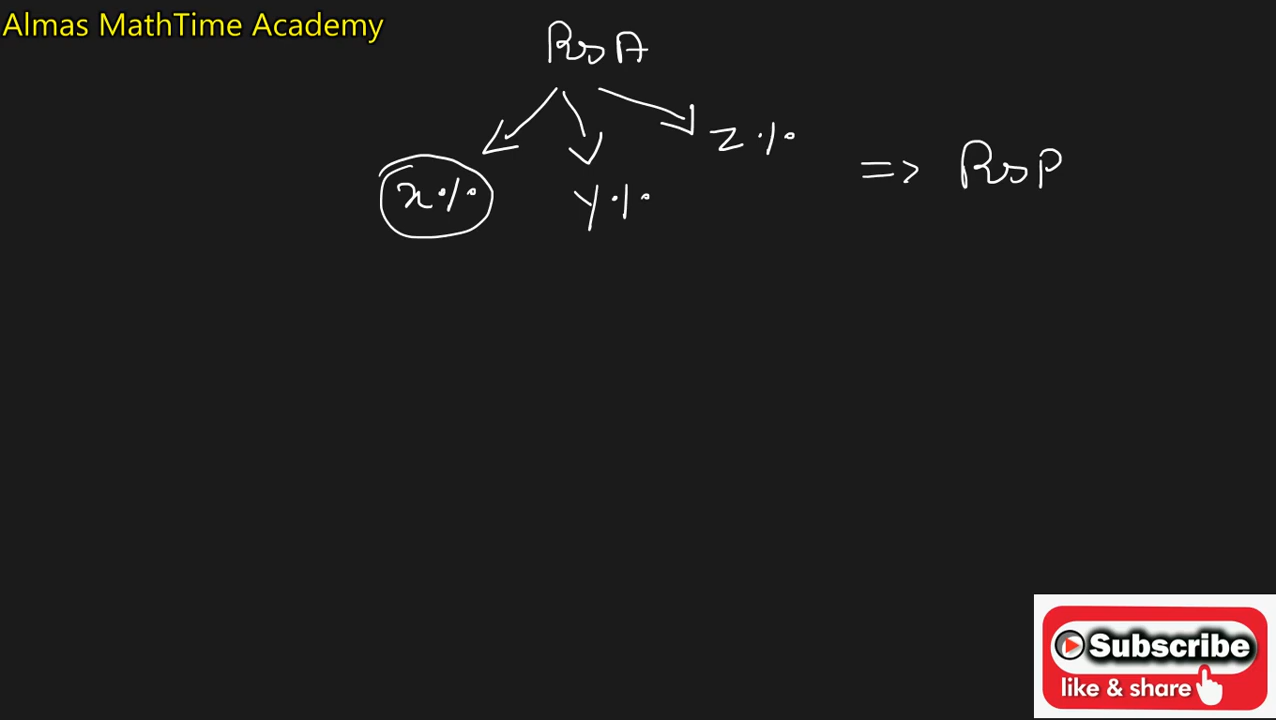 Almas MathTime Academy
Rs A
x% y% z% => Rs P
Subscribe
like & share